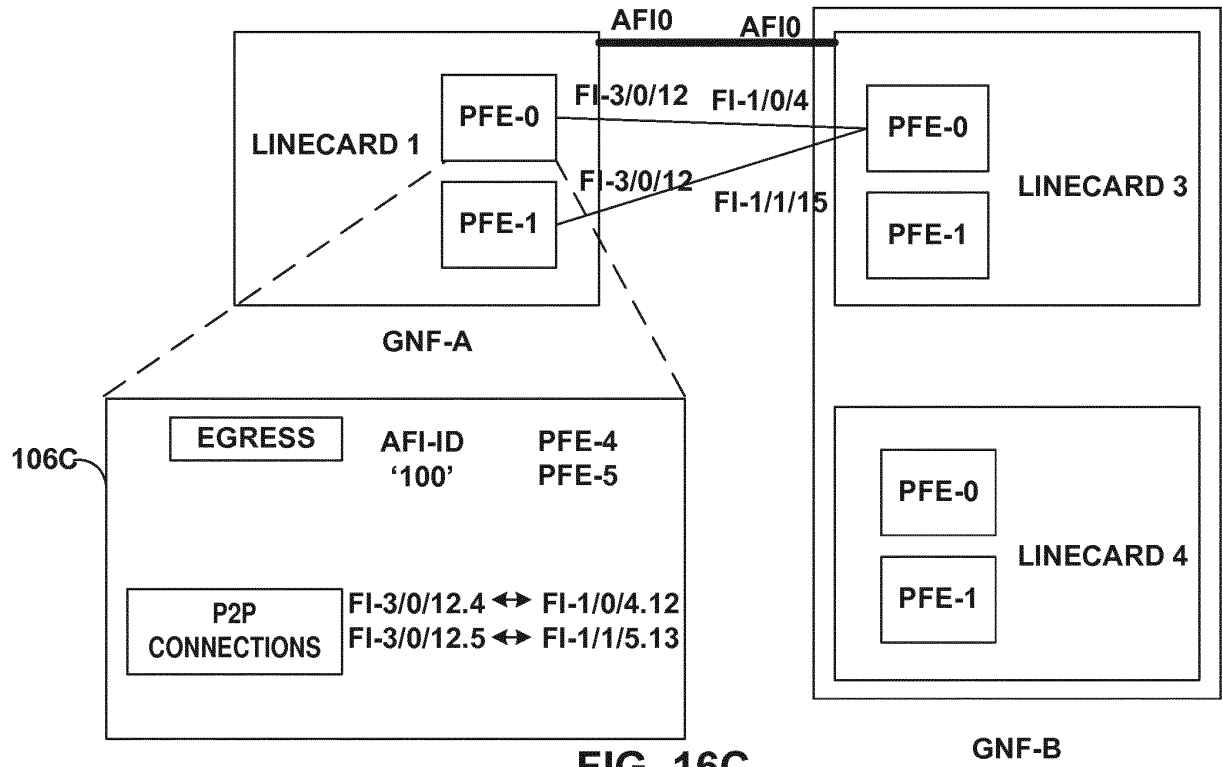 AFI0 AFI0
FI-3/0/12 FI-1/0/4
PFE-0
LINECARD 1
FI-3/0/12
FI-1/1/15
PFE-1
PFE-0
LINECARD 3
PFE-1
GNF-A
106C
EGRESS AFI-ID PFE-4
‘100’ PFE-5
P2P
CONNECTIONS
FI-3/0/12.4 ↔ FI-1/0/4.12
FI-3/0/12.5 ↔ FI-1/1/5.13
PFE-0
LINECARD 4
PFE-1
GNF-B
FIG. 16C